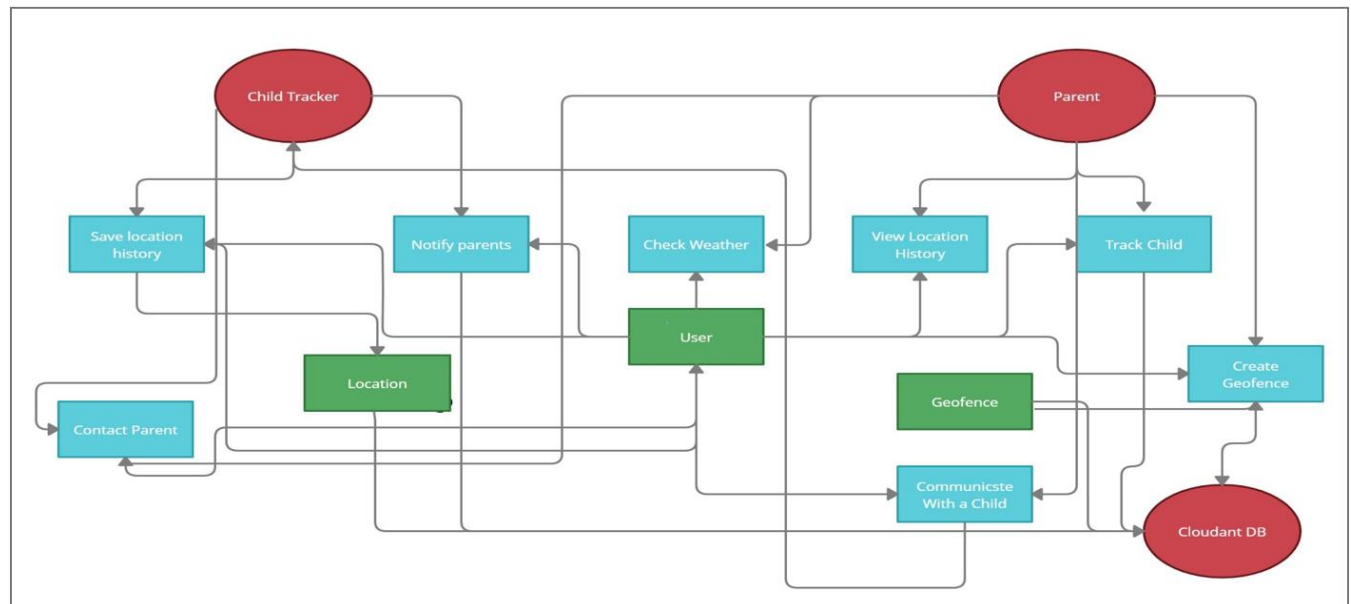 Child Tracker
Parent
Save location
history
Notify parents
Check Weather
View Location
History
Track Child
User
Location
Create
Geofence
Geofence
Contact Parent
Communicste
With a Child
Cloudant DB